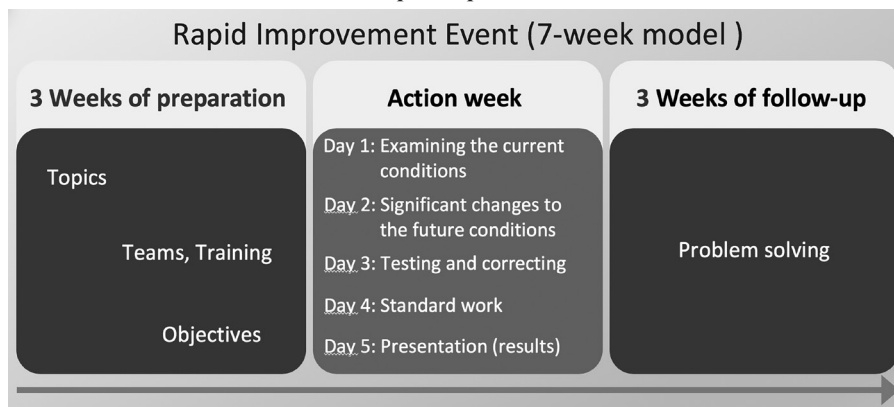 Rapid Improvement Event (7-week model )
3 Weeks of preparation
Topics
Teams, Training
Objectives
Action week
Day 1: Examining the current
conditions
Day 2: Significant changes to
the future conditions
Day 3: Testing and correcting
Day 4: Standard work
Day 5: Presentation (results)
3 Weeks of follow-up
Problem solving